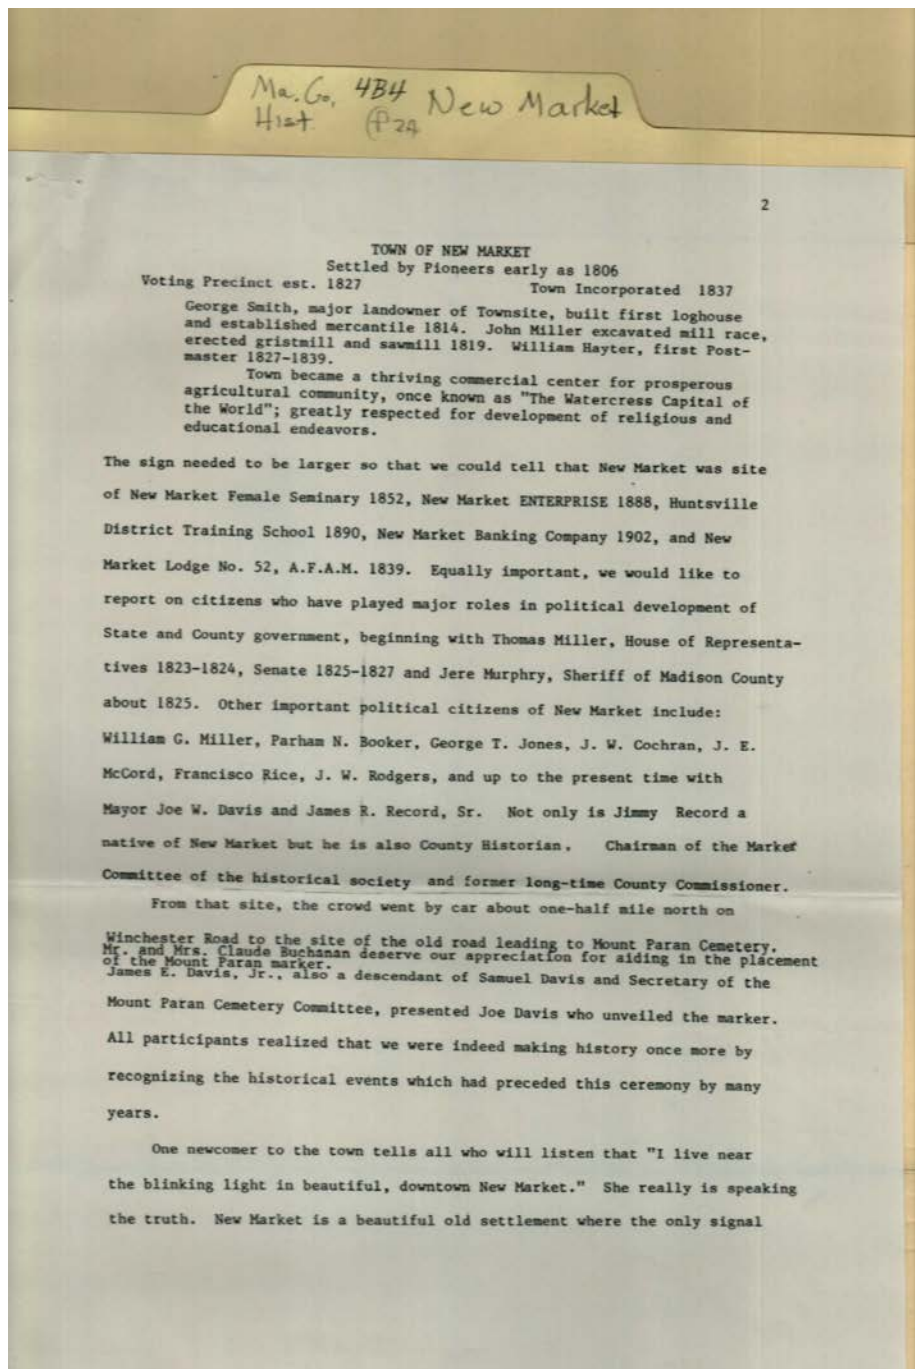 Ma. Co, 4B4 New Market
Hist P2A
2
TOWN OF NEW MARKET
Settled by Pioneers early as 1806
Voting Precinct est. 1827 Town Incorporated 1837
George Smith, major landowner of Townsite, built first loghouse
and established mercantile 1814. John Miller excavated mill race,
erected gristmill and sawmill 1819. William Hayter, first Post-
master 1827-1839.
Town became a thriving commercial center for prosperous
agricultural community, once known as "The Watercress Capital of
the World"; greatly respected for development of religious and
educational endeavors.
The sign needed to be larger so that we could tell that New Market was site
of New Market Female Seminary 1852, New Market ENTERPRISE 1888, Huntsville
District Training School 1890, New Market Banking Company 1902, and New
Market Lodge No. 52, A.F.A.M. 1839. Equally important, we would like to
report on citizens who have played major roles in political development of
State and County government, beginning with Thomas Miller, House of Representa-
tives 1823-1824, Senate 1825-1827 and Jere Murphry, Sheriff of Madison County
about 1825. Other important political citizens of New Market include:
William G. Miller, Parham N. Booker, George T. Jones, J. W. Cochran, J. E.
McCord, Francisco Rice, J. W. Rodgers, and up to the present time with
Mayor Joe W. Davis and James R. Record, Sr. Not only is Jimmy Record a
native of New Market but he is also County Historian. Chairman of the Market
Committee of the historical society and former long-time County Commissioner.
From that site, the crowd went by car about one-half mile north on
Winchester Road to the site of the old road leading to Mount Paran Cemetery.
Mr. and Mrs. Claude Buchanan deserve our appreciation for aiding in the placement
of the Mount Paran marker.
James E. Davis, Jr., also a descendant of Samuel Davis and Secretary of the
Mount Paran Cemetery Committee, presented Joe Davis who unveiled the marker.
All participants realized that we were indeed making history once more by
recognizing the historical events which had preceded this ceremony by many
years.
One newcomer to the town tells all who will listen that "I live near
the blinking light in beautiful, downtown New Market." She really is speaking
the truth. New Market is a beautiful old settlement where the only signal